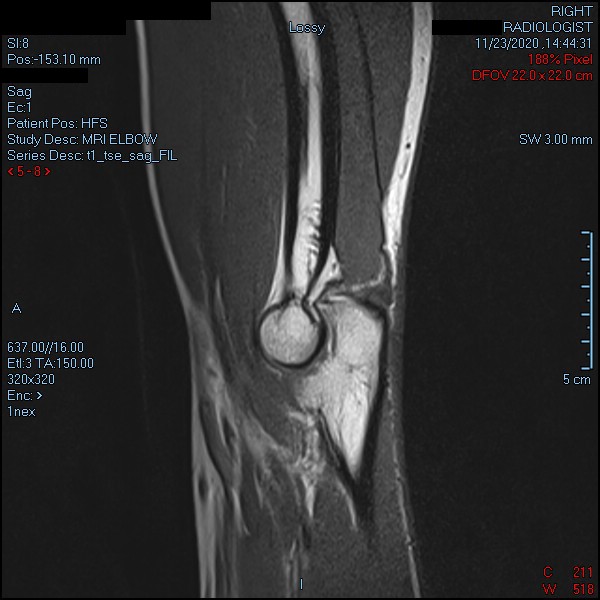 Lossy
SI:8
Pos:-153.10 mm
Sag
Ec:1
Patient Pos: HFS
Study Desc: MRI ELBOW
Series Desc: t1_tse_sag_FIL
< 5 - 8 >
RIGHT
RADIOLOGIST
11/23/2020 ,14:44:31
188% Pixel
DFOV 22.0 x 22.0 cm
SW 3.00 mm
A
637.00//16.00
Etl:3 TA:150.00
320x320
Enc: >
1nex
5 cm
I
C 211
W 518